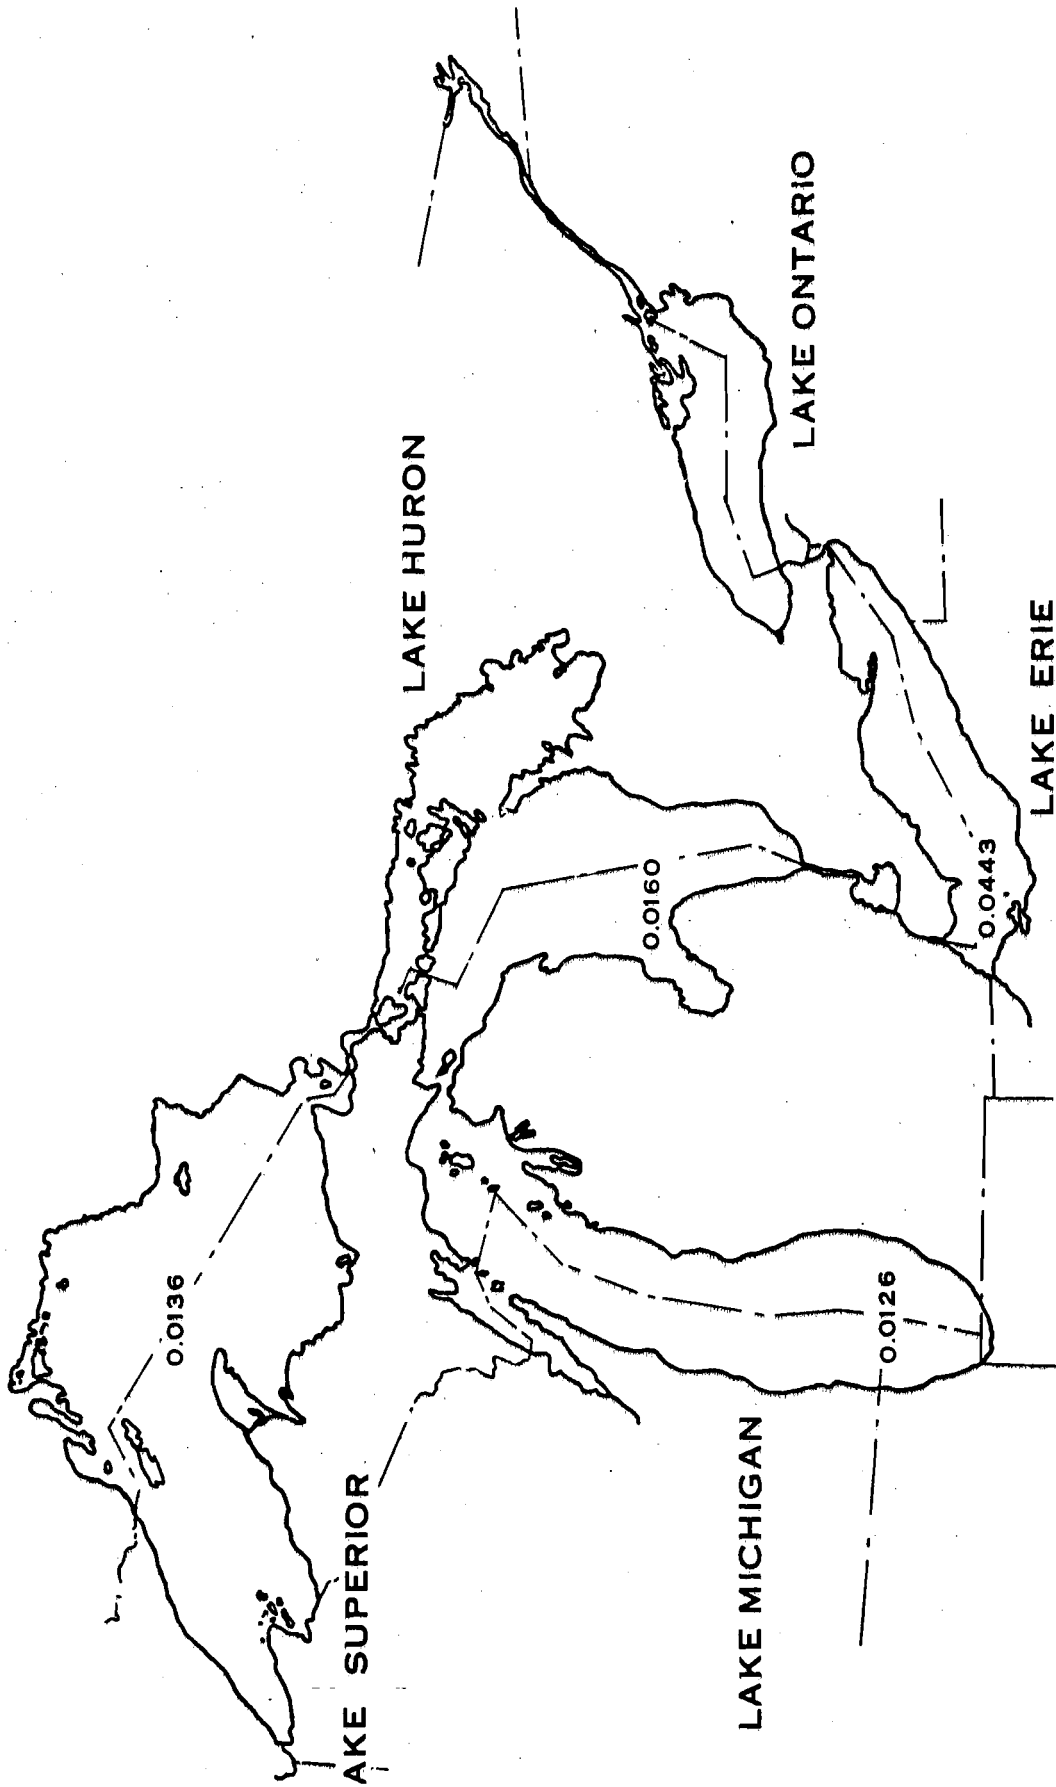 AKE SUPERIOR
0.0136
LAKE HURON
0.0160
LAKE MICHIGAN
0.0126
LAKE ONTARIO
LAKE ERIE
0.0443